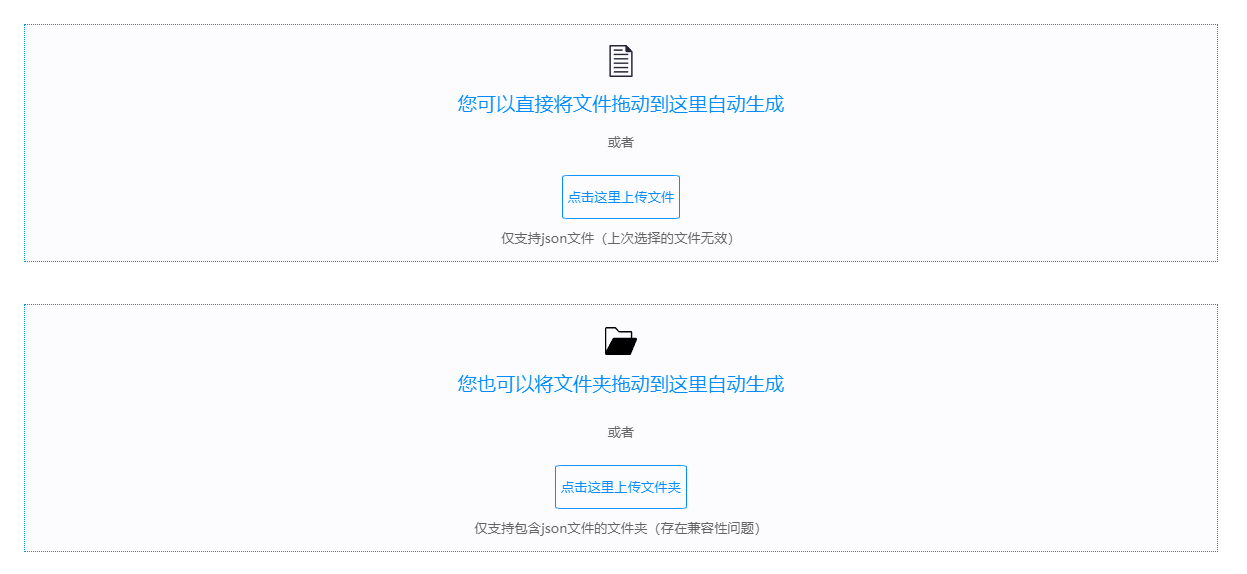 您可以直接将文件拖动到这里自动生成
或者
点击这里上传文件
仅支持json文件（上次选择的文件无效）
您也可以将文件夹拖动到这里自动生成
或者
点击这里上传文件夹
仅支持包含json文件的文件夹（存在兼容性问题）